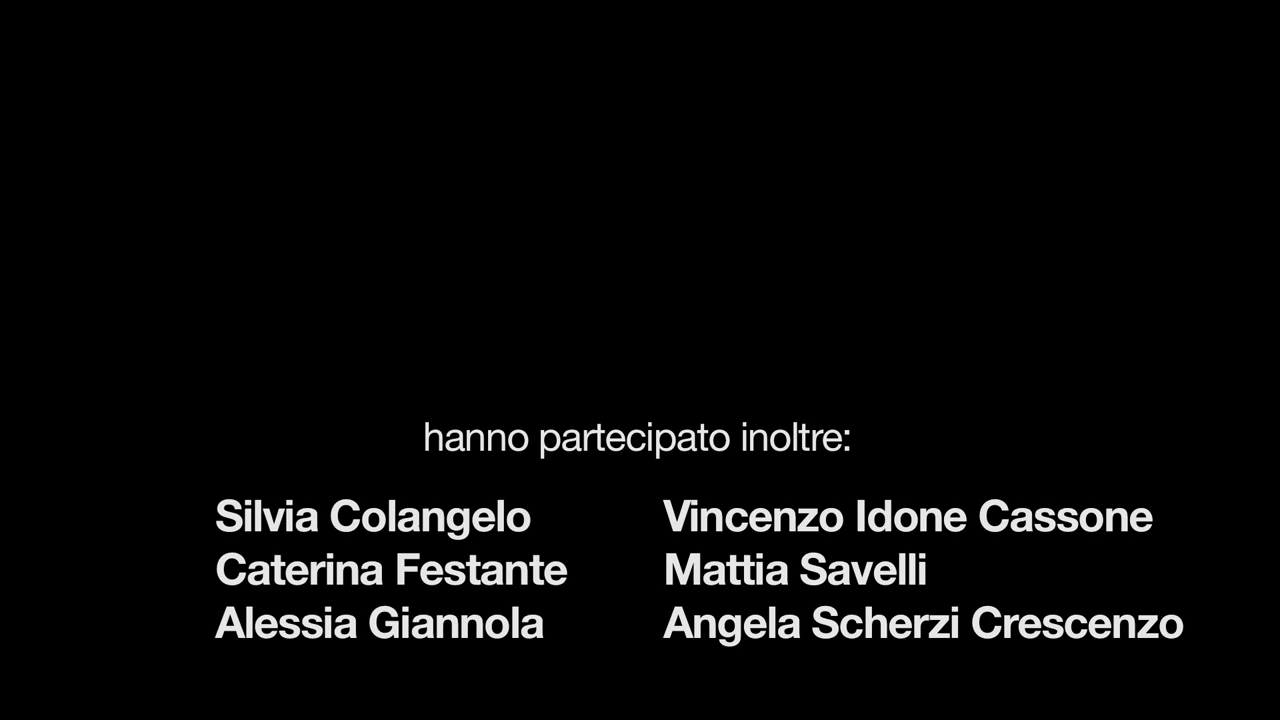 hanno partecipato inoltre:
Silvia Colangelo
Caterina Festante
Alessia Giannola
Vincenzo Idone Cassone
Mattia Savelli
Angela Scherzi Crescenzo